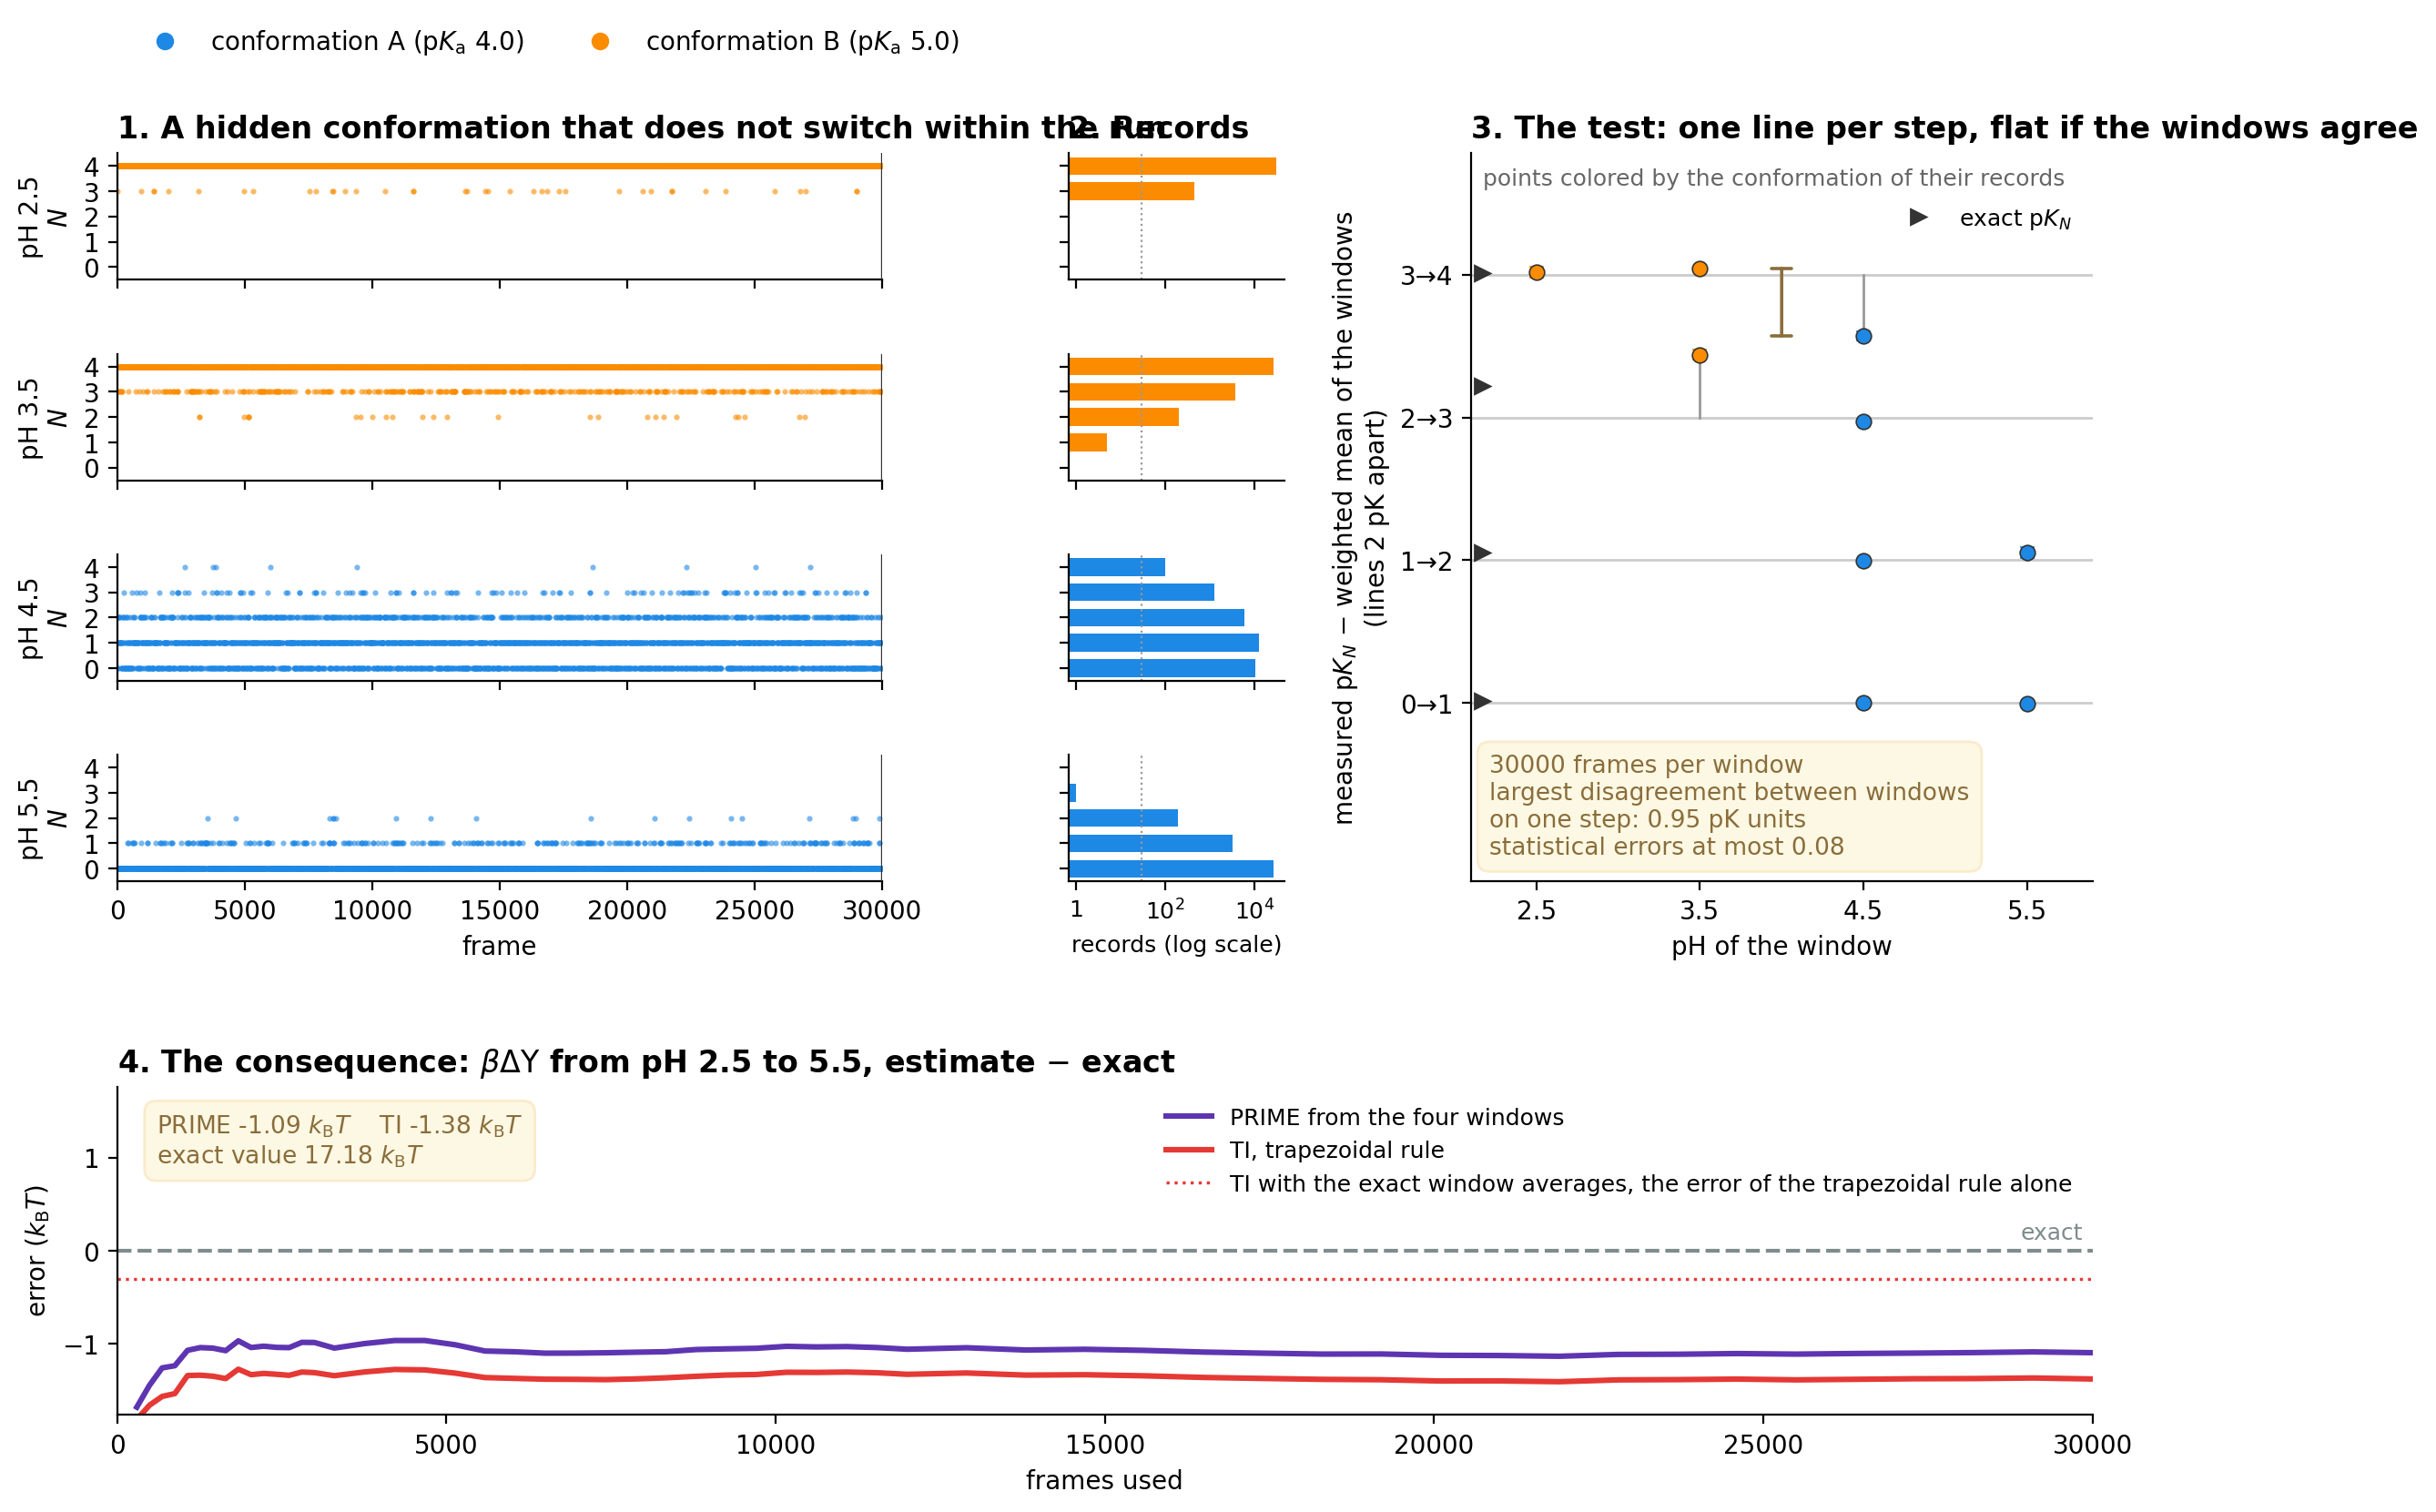 conformation A (pKa 4.0)
conformation B (pKa 5.0)
1. A hidden conformation that does not switch within the run
2. Records
3. The test: one line per step, flat if the windows agree
pH 2.5
N
4
3
2
1
0
pH 3.5
N
4
3
2
1
0
pH 4.5
N
4
3
2
1
0
pH 5.5
N
4
3
2
1
0
0 5000 10000 15000 20000 25000 30000
frame
1 10^2 10^4
records (log scale)
measured pK_N − weighted mean of the windows
(lines 2 pK apart)
points colored by the conformation of their records
exact pK_N
3→4
2→3
1→2
0→1
30000 frames per window
largest disagreement between windows
on one step: 0.95 pK units
statistical errors at most 0.08
2.5 3.5 4.5 5.5
pH of the window
4. The consequence: βΔΥ from pH 2.5 to 5.5, estimate − exact
PRIME -1.09 k_BT TI -1.38 k_BT
exact value 17.18 k_BT
PRIME from the four windows
TI, trapezoidal rule
TI with the exact window averages, the error of the trapezoidal rule alone
exact
error (k_BT)
1
0
−1
0 5000 10000 15000 20000 25000 30000
frames used